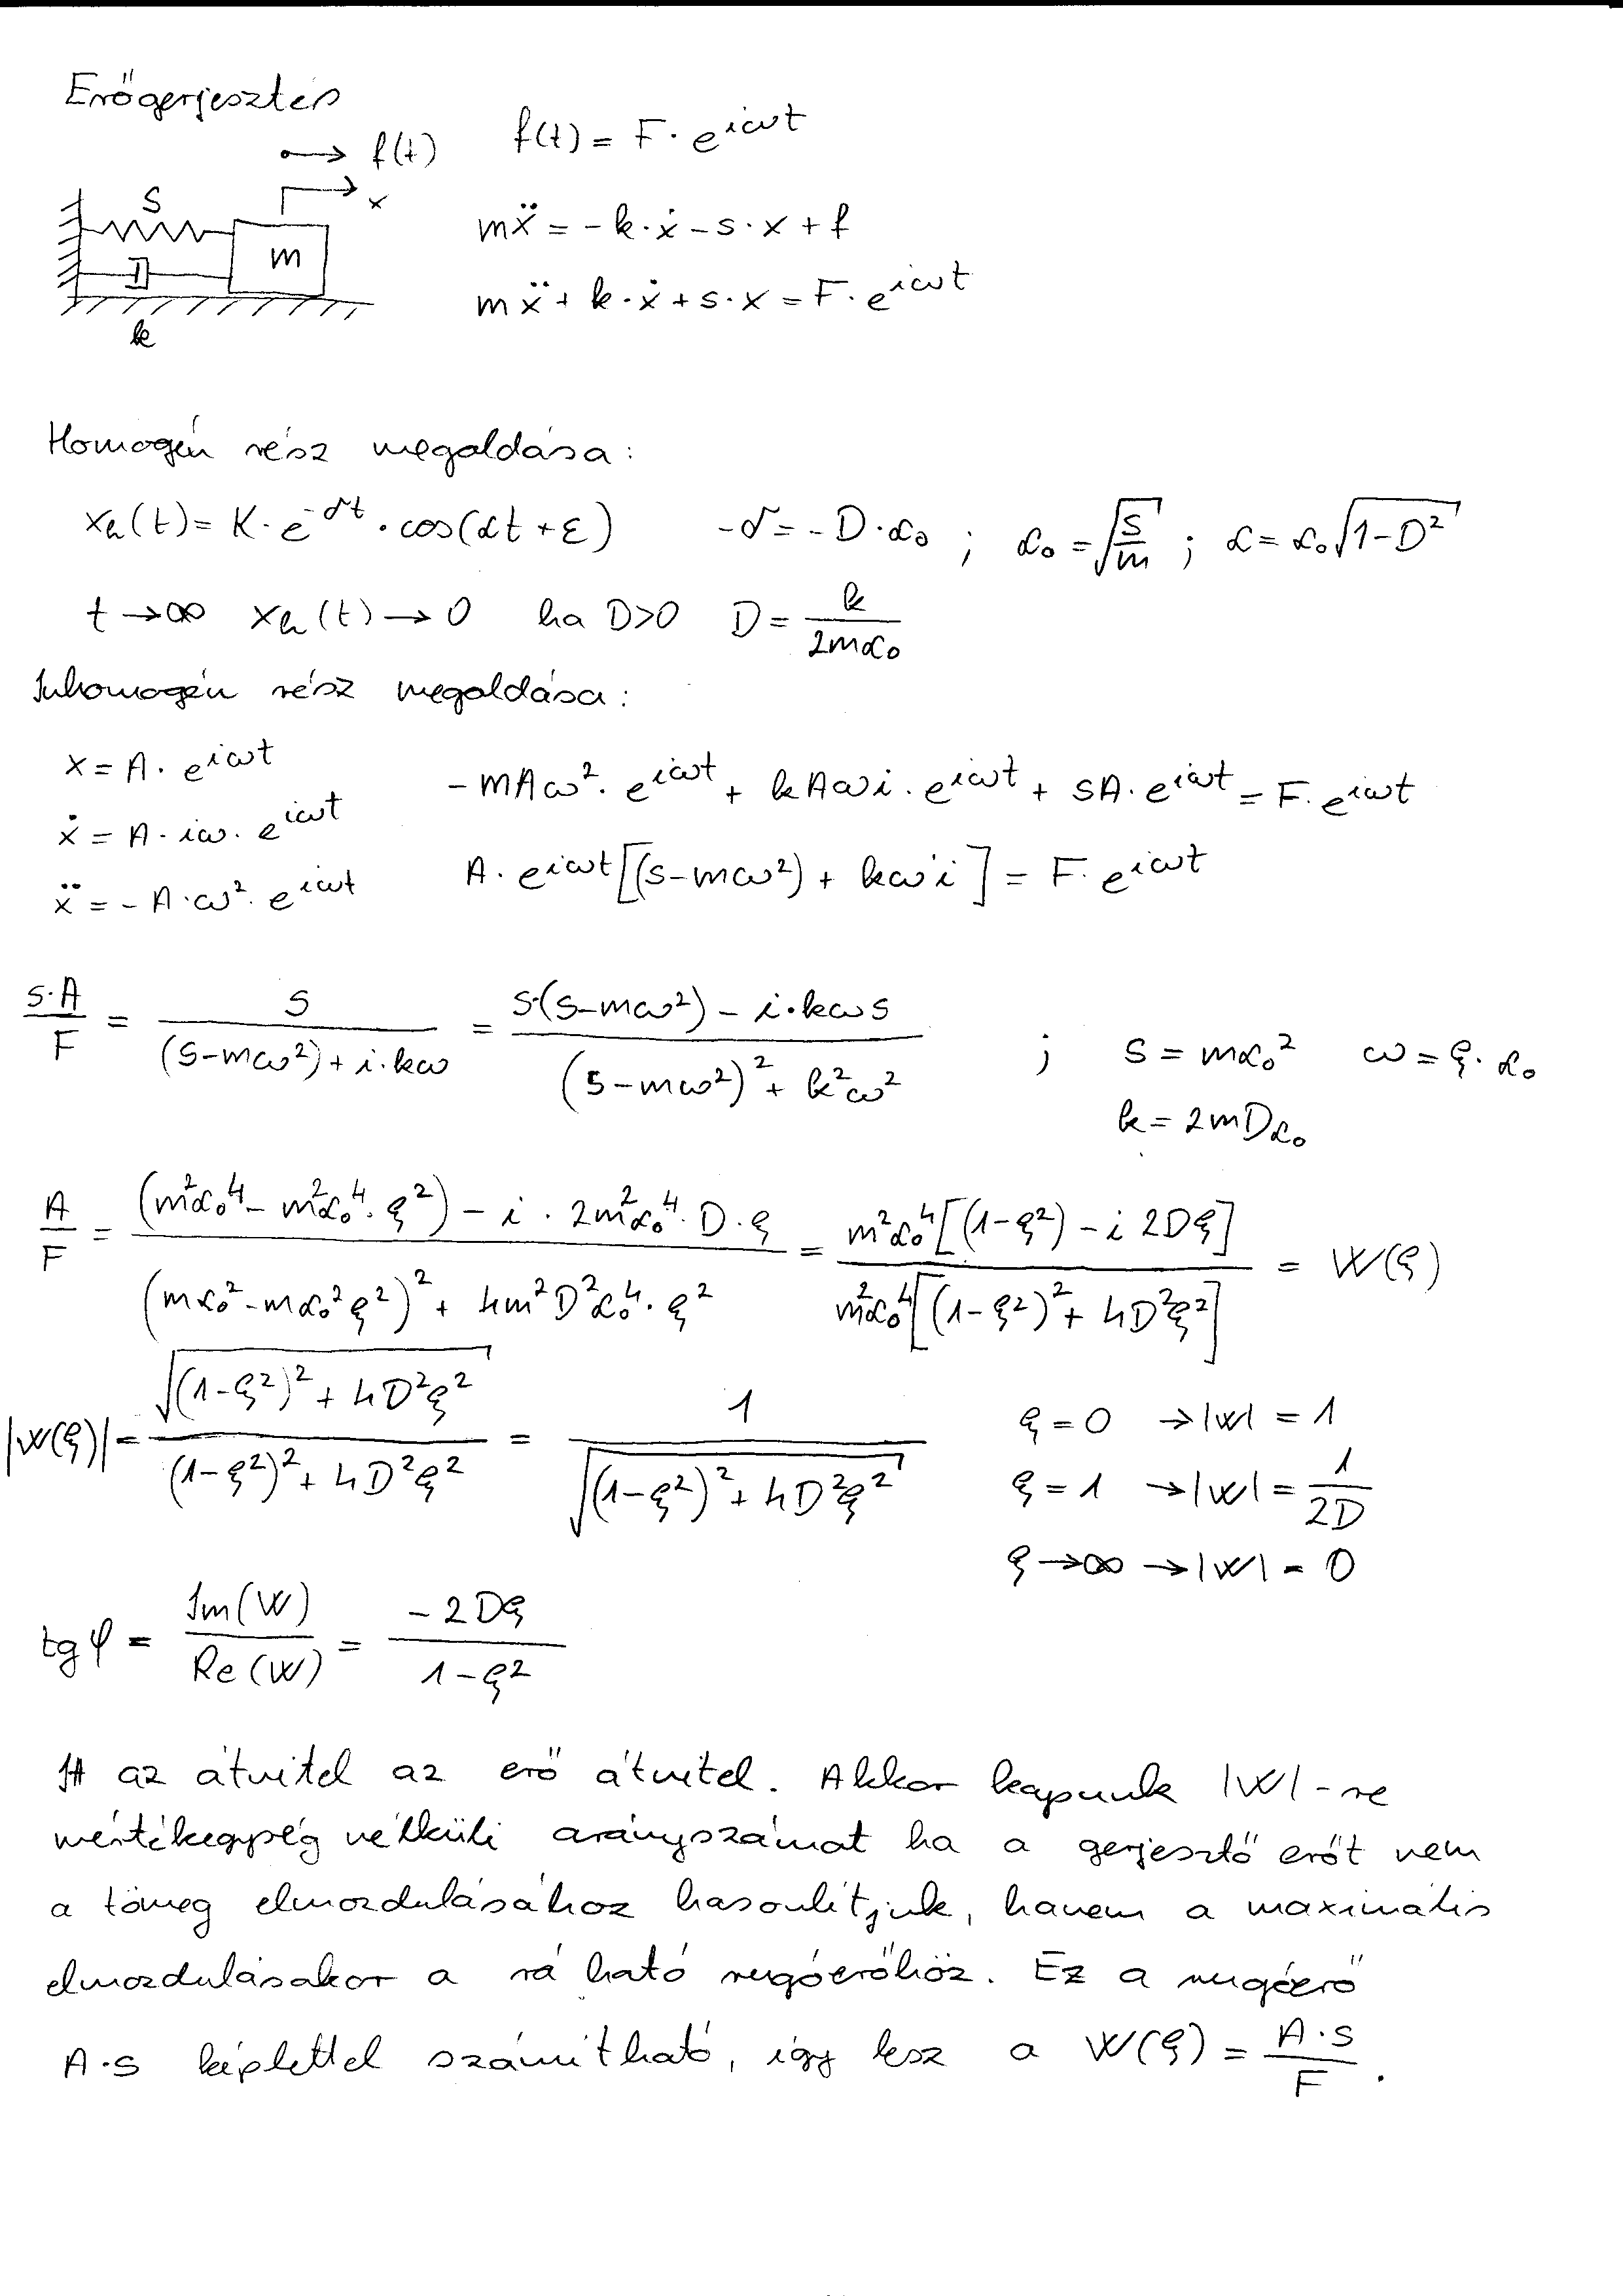 Erőgerjesztés
f(t)
x
s
m
k
f(t) = F · e^{iωt}
mẍ = -k·ẋ - s·x + f
mẍ + k·ẋ + s·x = F·e^{iωt}
Homogén rész megoldása:
x_h(t) = K·e^{-δt}·cos(αt+ε)  -δ = -D·α₀ ; α₀ = √(s/m) ; α = α₀√(1-D²)
t→∞ x_h(t)→0 ha D>0 D = k/(2mα₀)
Inhomogén rész megoldása:
x = A·e^{iωt}
ẋ = A·iω·e^{iωt}
ẍ = -A·ω²·e^{iωt}
-mAω²·e^{iωt} + kAωi·e^{iωt} + sA·e^{iωt} = F·e^{iωt}
A·e^{iωt}[(s-mω²) + kωi] = F·e^{iωt}
s·A/F = s/((s-mω²)+i·kω) = (s·(s-mω²) - i·kωs)/((s-mω²)² + k²ω²) ; s = mα₀² ω = ξ·α₀
k = 2mDα₀
A/F = ((m²α₀⁴ - m²α₀⁴·ξ²) - i·2m²α₀⁴·D·ξ)/((mα₀² - mα₀²ξ²)² + 4m²D²α₀⁴·ξ²) = (m²α₀⁴[(1-ξ²) - i 2Dξ])/(m²α₀⁴[(1-ξ²)² + 4D²ξ²]) = W(ξ)
|W(ξ)| = √((1-ξ²)² + 4D²ξ²)/((1-ξ²)² + 4D²ξ²) = 1/√((1-ξ²)² + 4D²ξ²)
ξ = 0 →|W| = 1
ξ = 1 →|W| = 1/(2D)
ξ→∞ →|W| = 0
tg φ = Im(W)/Re(W) = -2Dξ/(1-ξ²)
Itt az átvitel az erő átvitel. Akkor kapunk |W|-re
mértékegység nélküli arányszámot ha a gerjesztő erőt nem
a tömeg elmozdulásához hasonlítjuk, hanem a maximális
elmozdulásakor a rá ható rugóerőhöz. Ez a rugóerő
A·s képlettel számítható, így lesz a W(ξ) = A·s/F.